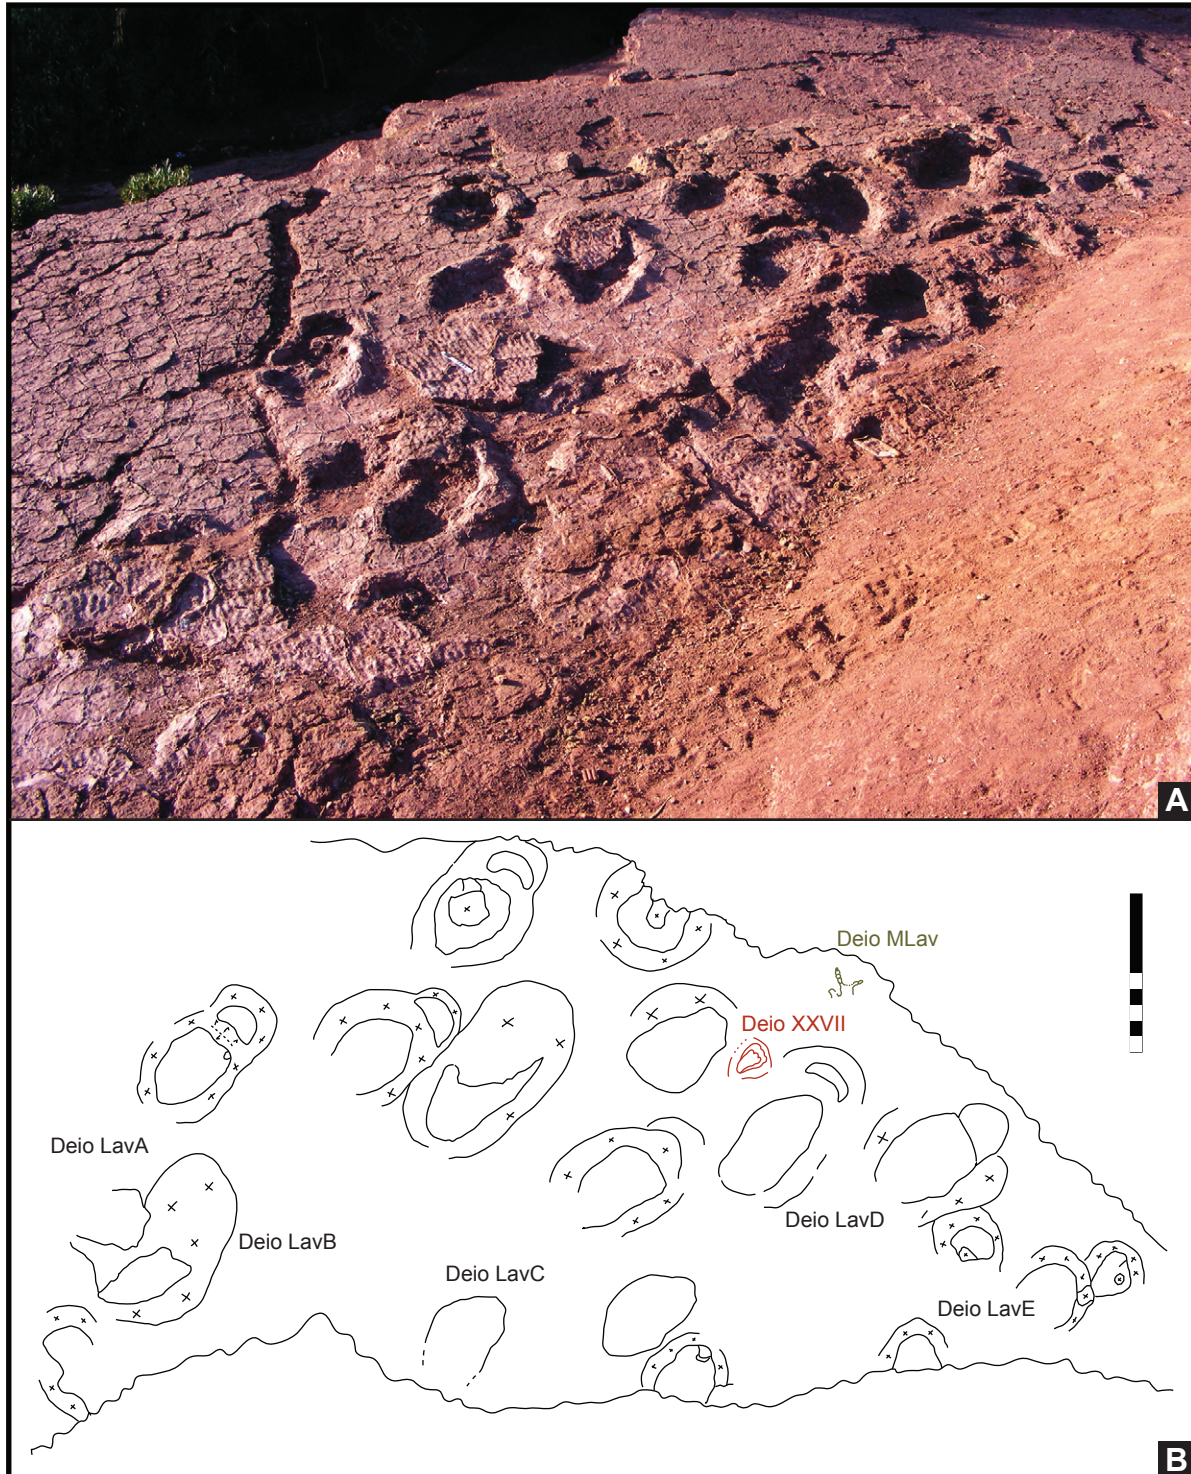 A
Deio MLav
Deio XXVII
Deio LavA
Deio LavD
Deio LavB
Deio LavC
Deio LavE
B